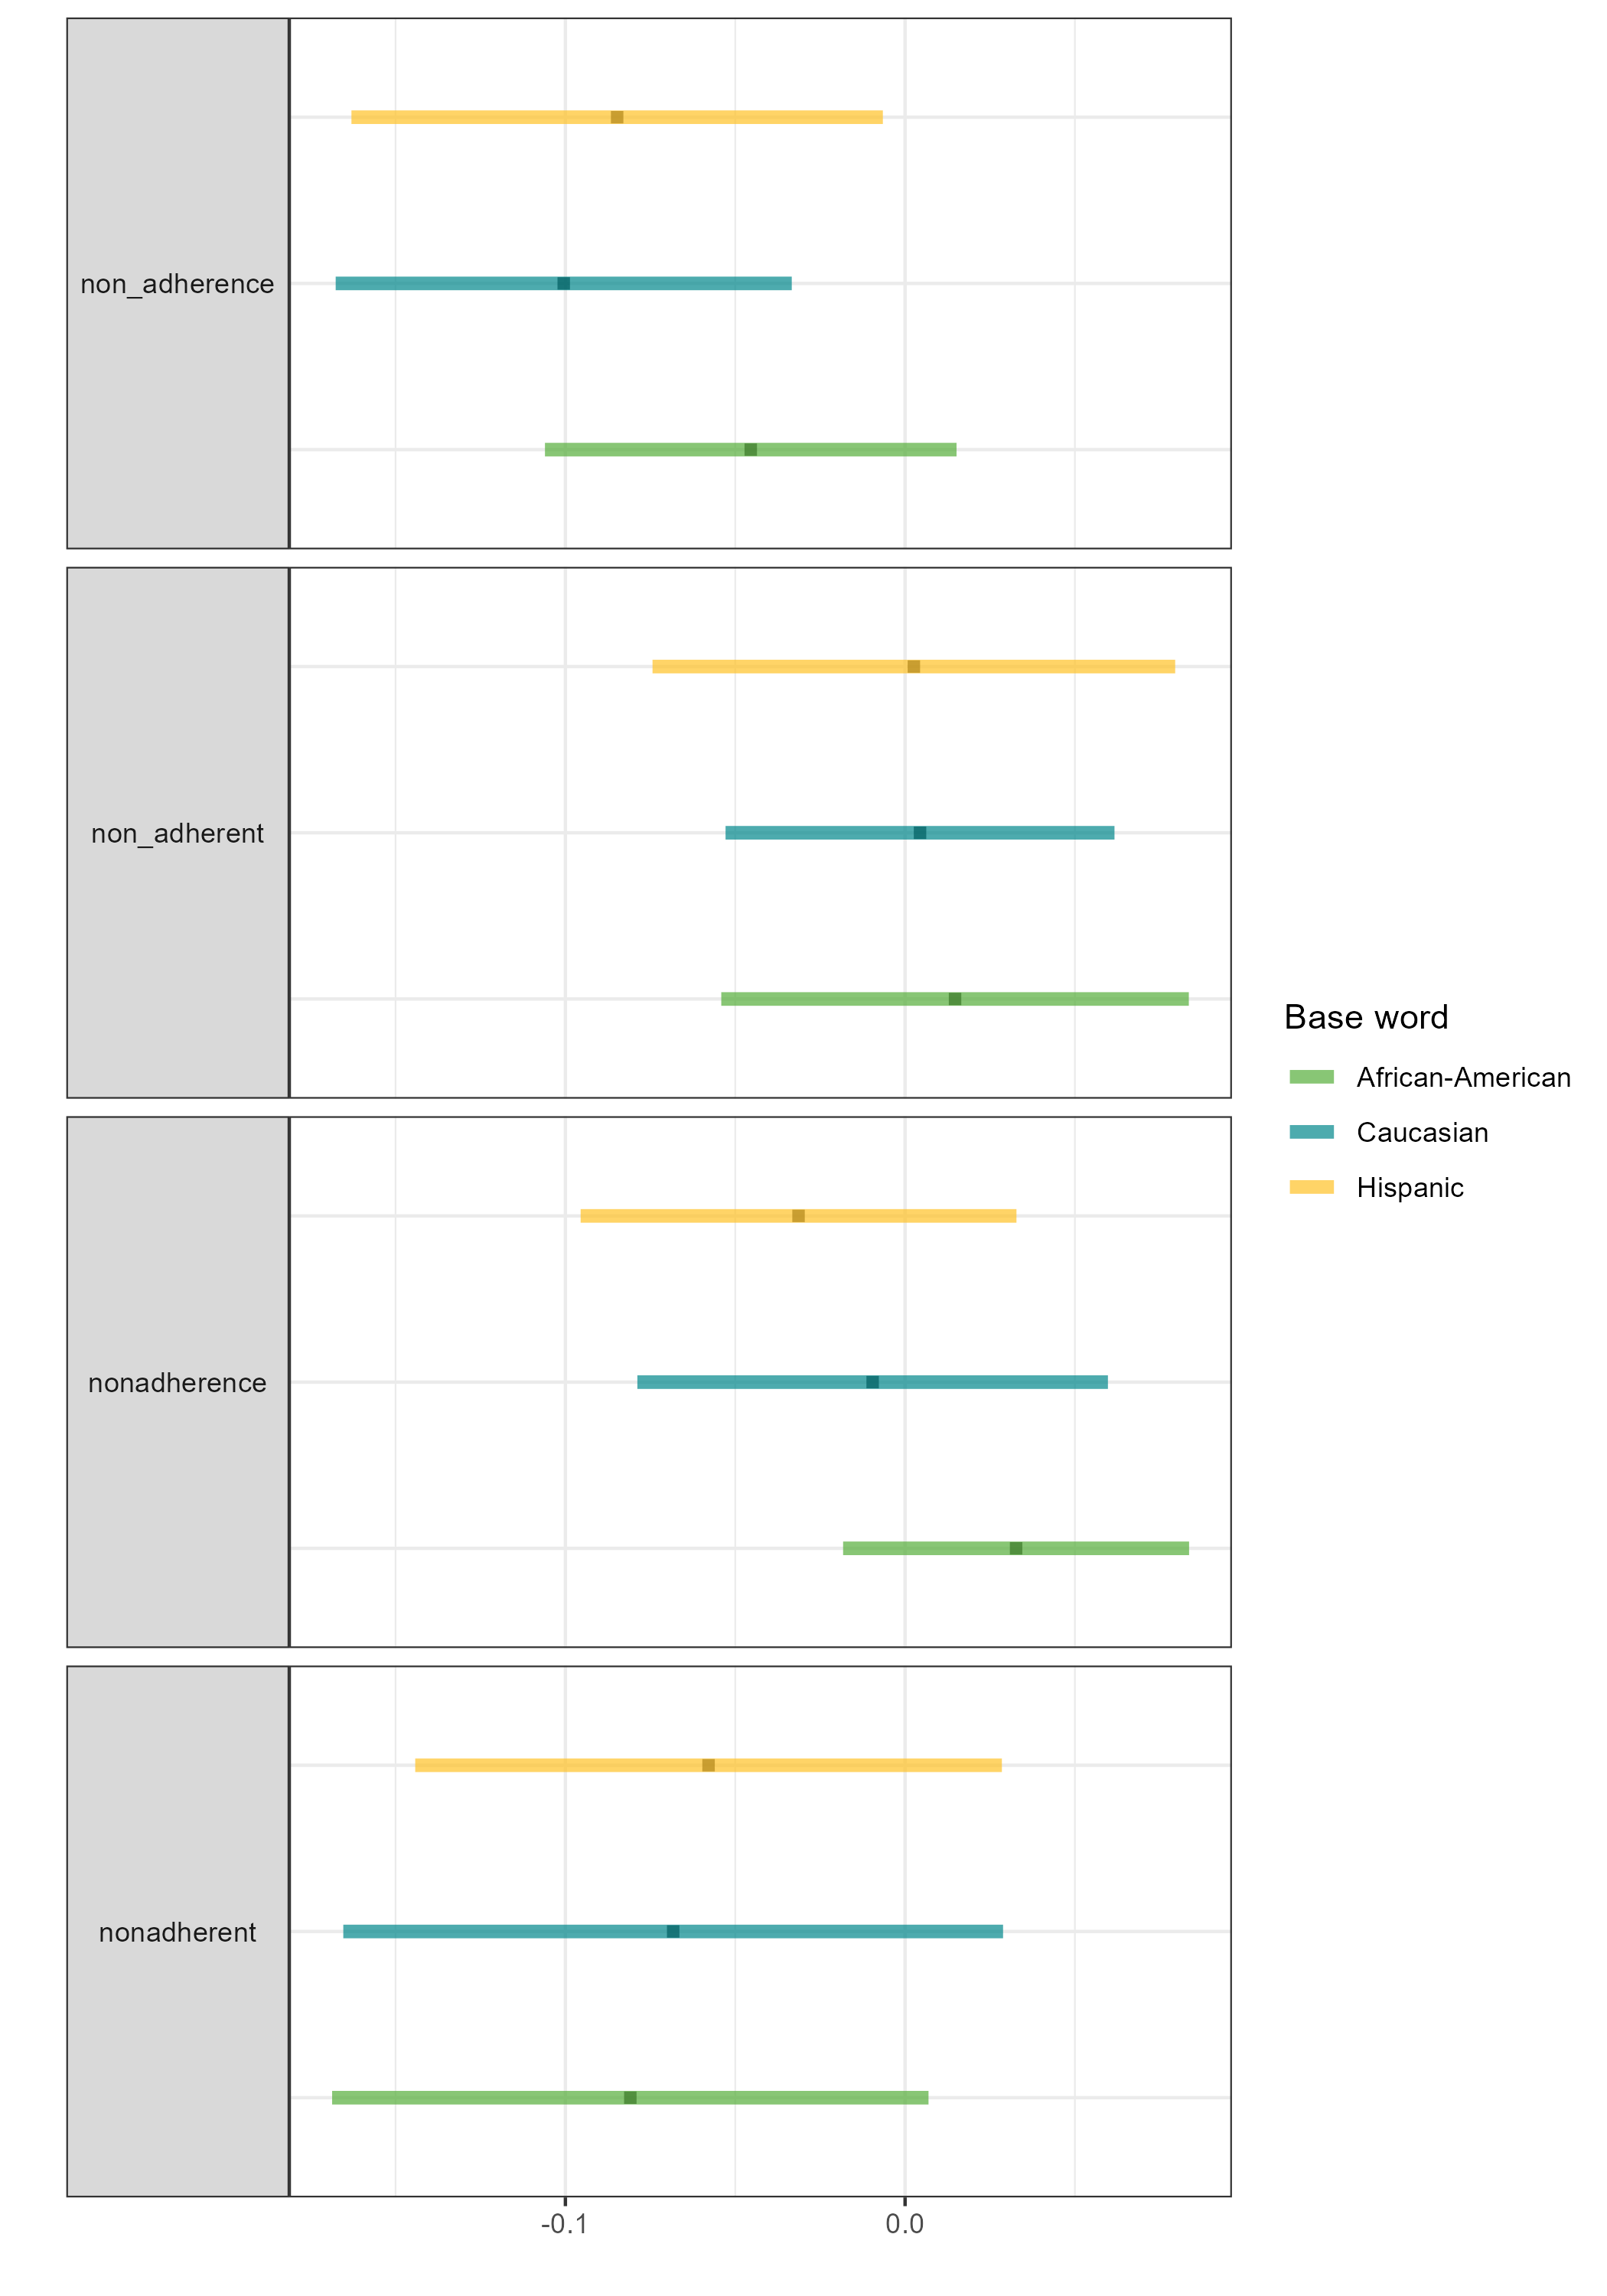 non_adherence
non_adherent
nonadherence
nonadherent
-0.1
0.0
Base word
African-American
Caucasian
Hispanic